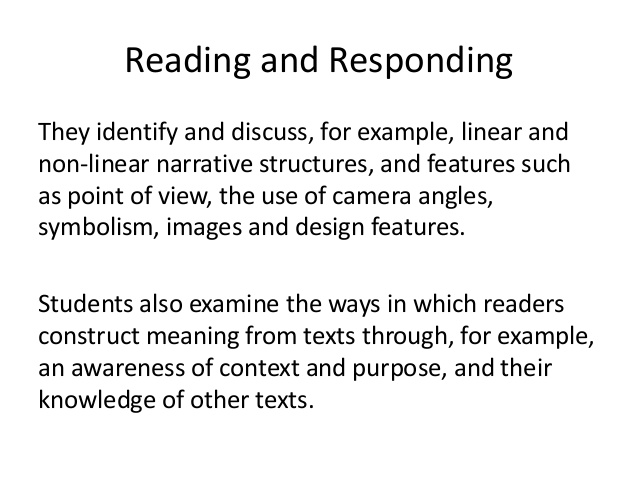 Reading and Responding
They identify and discuss, for example, linear and
non-linear narrative structures, and features such
as point of view, the use of camera angles,
symbolism, images and design features.
Students also examine the ways in which readers
construct meaning from texts through, for example,
an awareness of context and purpose, and their
knowledge of other texts.